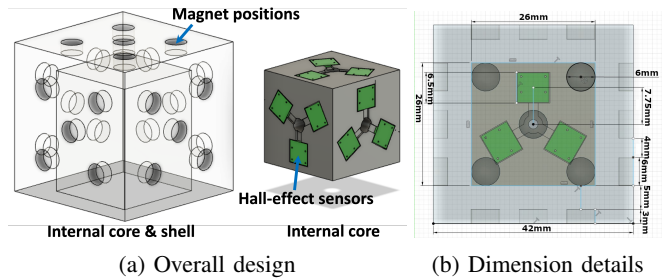 Magnet positions
Hall-effect sensors
Internal core & shell
Internal core
26mm
6mm
6.5mm
26mm
7.75mm
4mm
6mm
5mm
3mm
42mm
(a) Overall design
(b) Dimension details